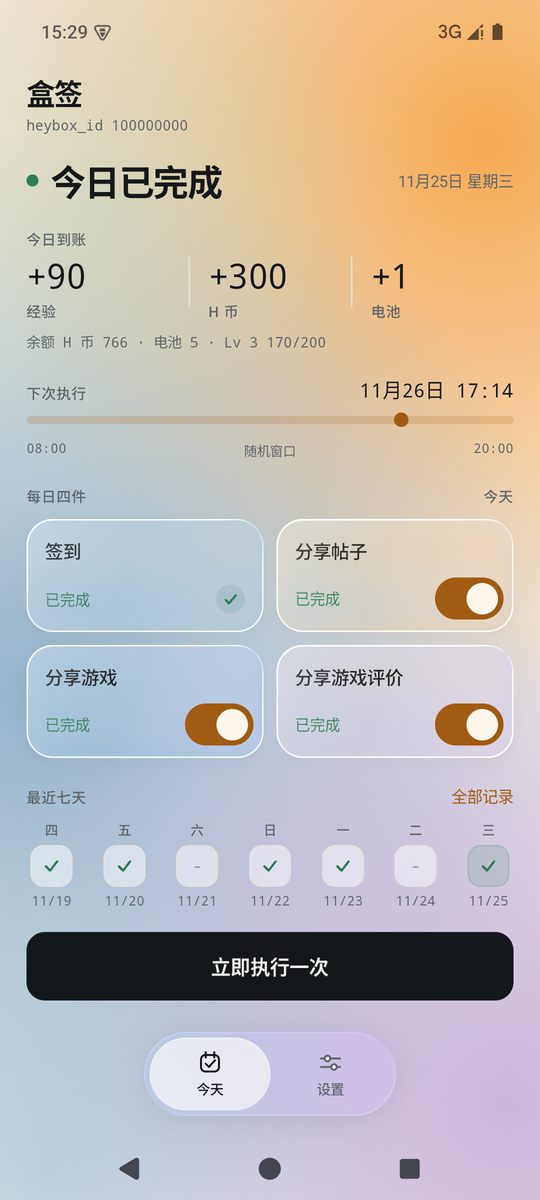 15:29
3G
盒签
heybox_id 100000000
今日已完成
11月25日 星期三
今日到账
+90
+300
+1
经验
H 币
电池
余额 H 币 766 · 电池 5 · Lv 3 170/200
下次执行
11月26日 17:14
08:00
随机窗口
20:00
每日四件
今天
签到
已完成
分享帖子
已完成
分享游戏
已完成
分享游戏评价
已完成
最近七天
全部记录
四 五 六 日 一 二 三
- -
11/19 11/20 11/21 11/22 11/23 11/24 11/25
立即执行一次
今天
设置